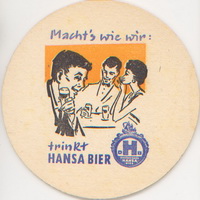 Macht's wie wir:
trinkt
HANSA BIER
H